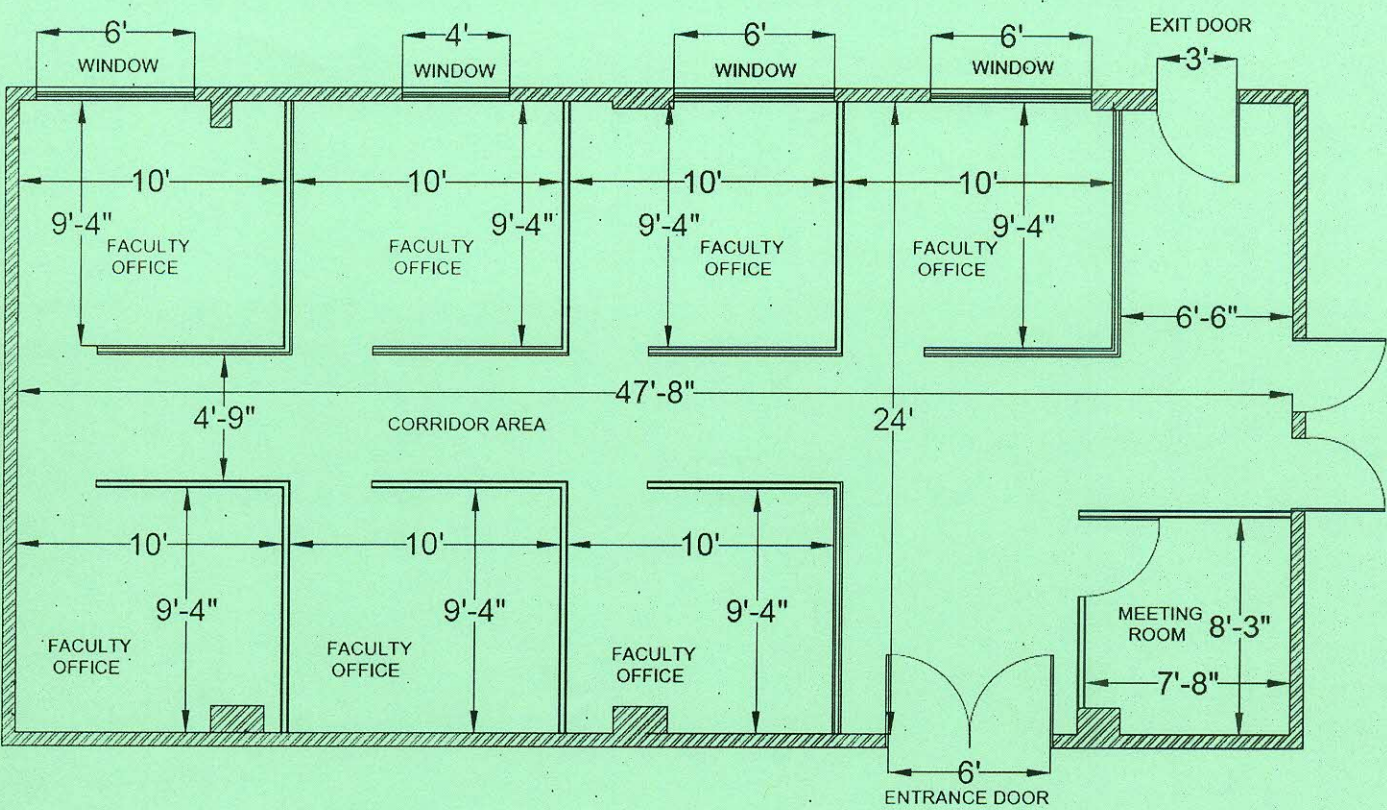 6'
WINDOW
4'
WINDOW
6'
WINDOW
6'
WINDOW
EXIT DOOR
3'
10'
10'
10'
10'
9'-4"
9'-4"
9'-4"
9'-4"
FACULTY
OFFICE
FACULTY
OFFICE
FACULTY
OFFICE
FACULTY
OFFICE
6'-6"
47'-8"
4'-9"
CORRIDOR AREA
24'
10'
10'
10'
9'-4"
9'-4"
9'-4"
FACULTY
OFFICE
FACULTY
OFFICE
FACULTY
OFFICE
MEETING
ROOM
8'-3"
7'-8"
6'
ENTRANCE DOOR